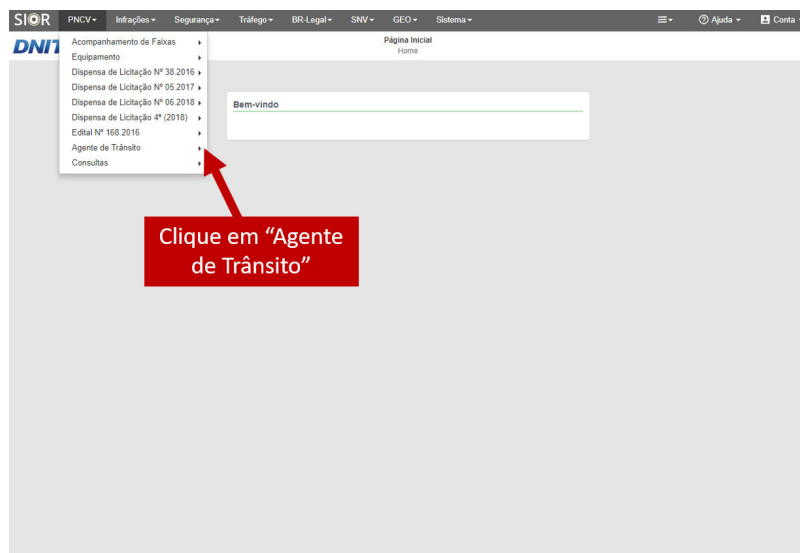 SIOR PNCV Infrações Segurança Tráfego BR-Legal SNV GEO Sistema Ajuda Conta
DNIT
Página Inicial
Home
Acompanhamento de Faixas
Equipamento
Dispensa de Licitação Nº 38.2016
Dispensa de Licitação Nº 05.2017
Dispensa de Licitação Nº 06.2018
Dispensa de Licitação 4ª (2018)
Edital Nº 168.2016
Agente de Trânsito
Consultas
Bem-vindo
Clique em “Agente
de Trânsito”